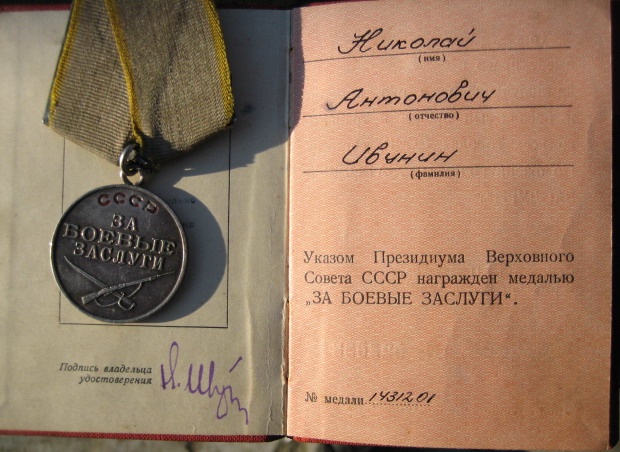 СССР
ЗА
БОЕВЫЕ
ЗАСЛУГИ
Подпись владельца
удостоверения
Николай
(имя)
Антонович
(отчество)
Ивунин
(фамилия)
Указом Президиума Верховного
Совета СССР награжден медалью
„ЗА БОЕВЫЕ ЗАСЛУГИ“.
№ медали 1431201